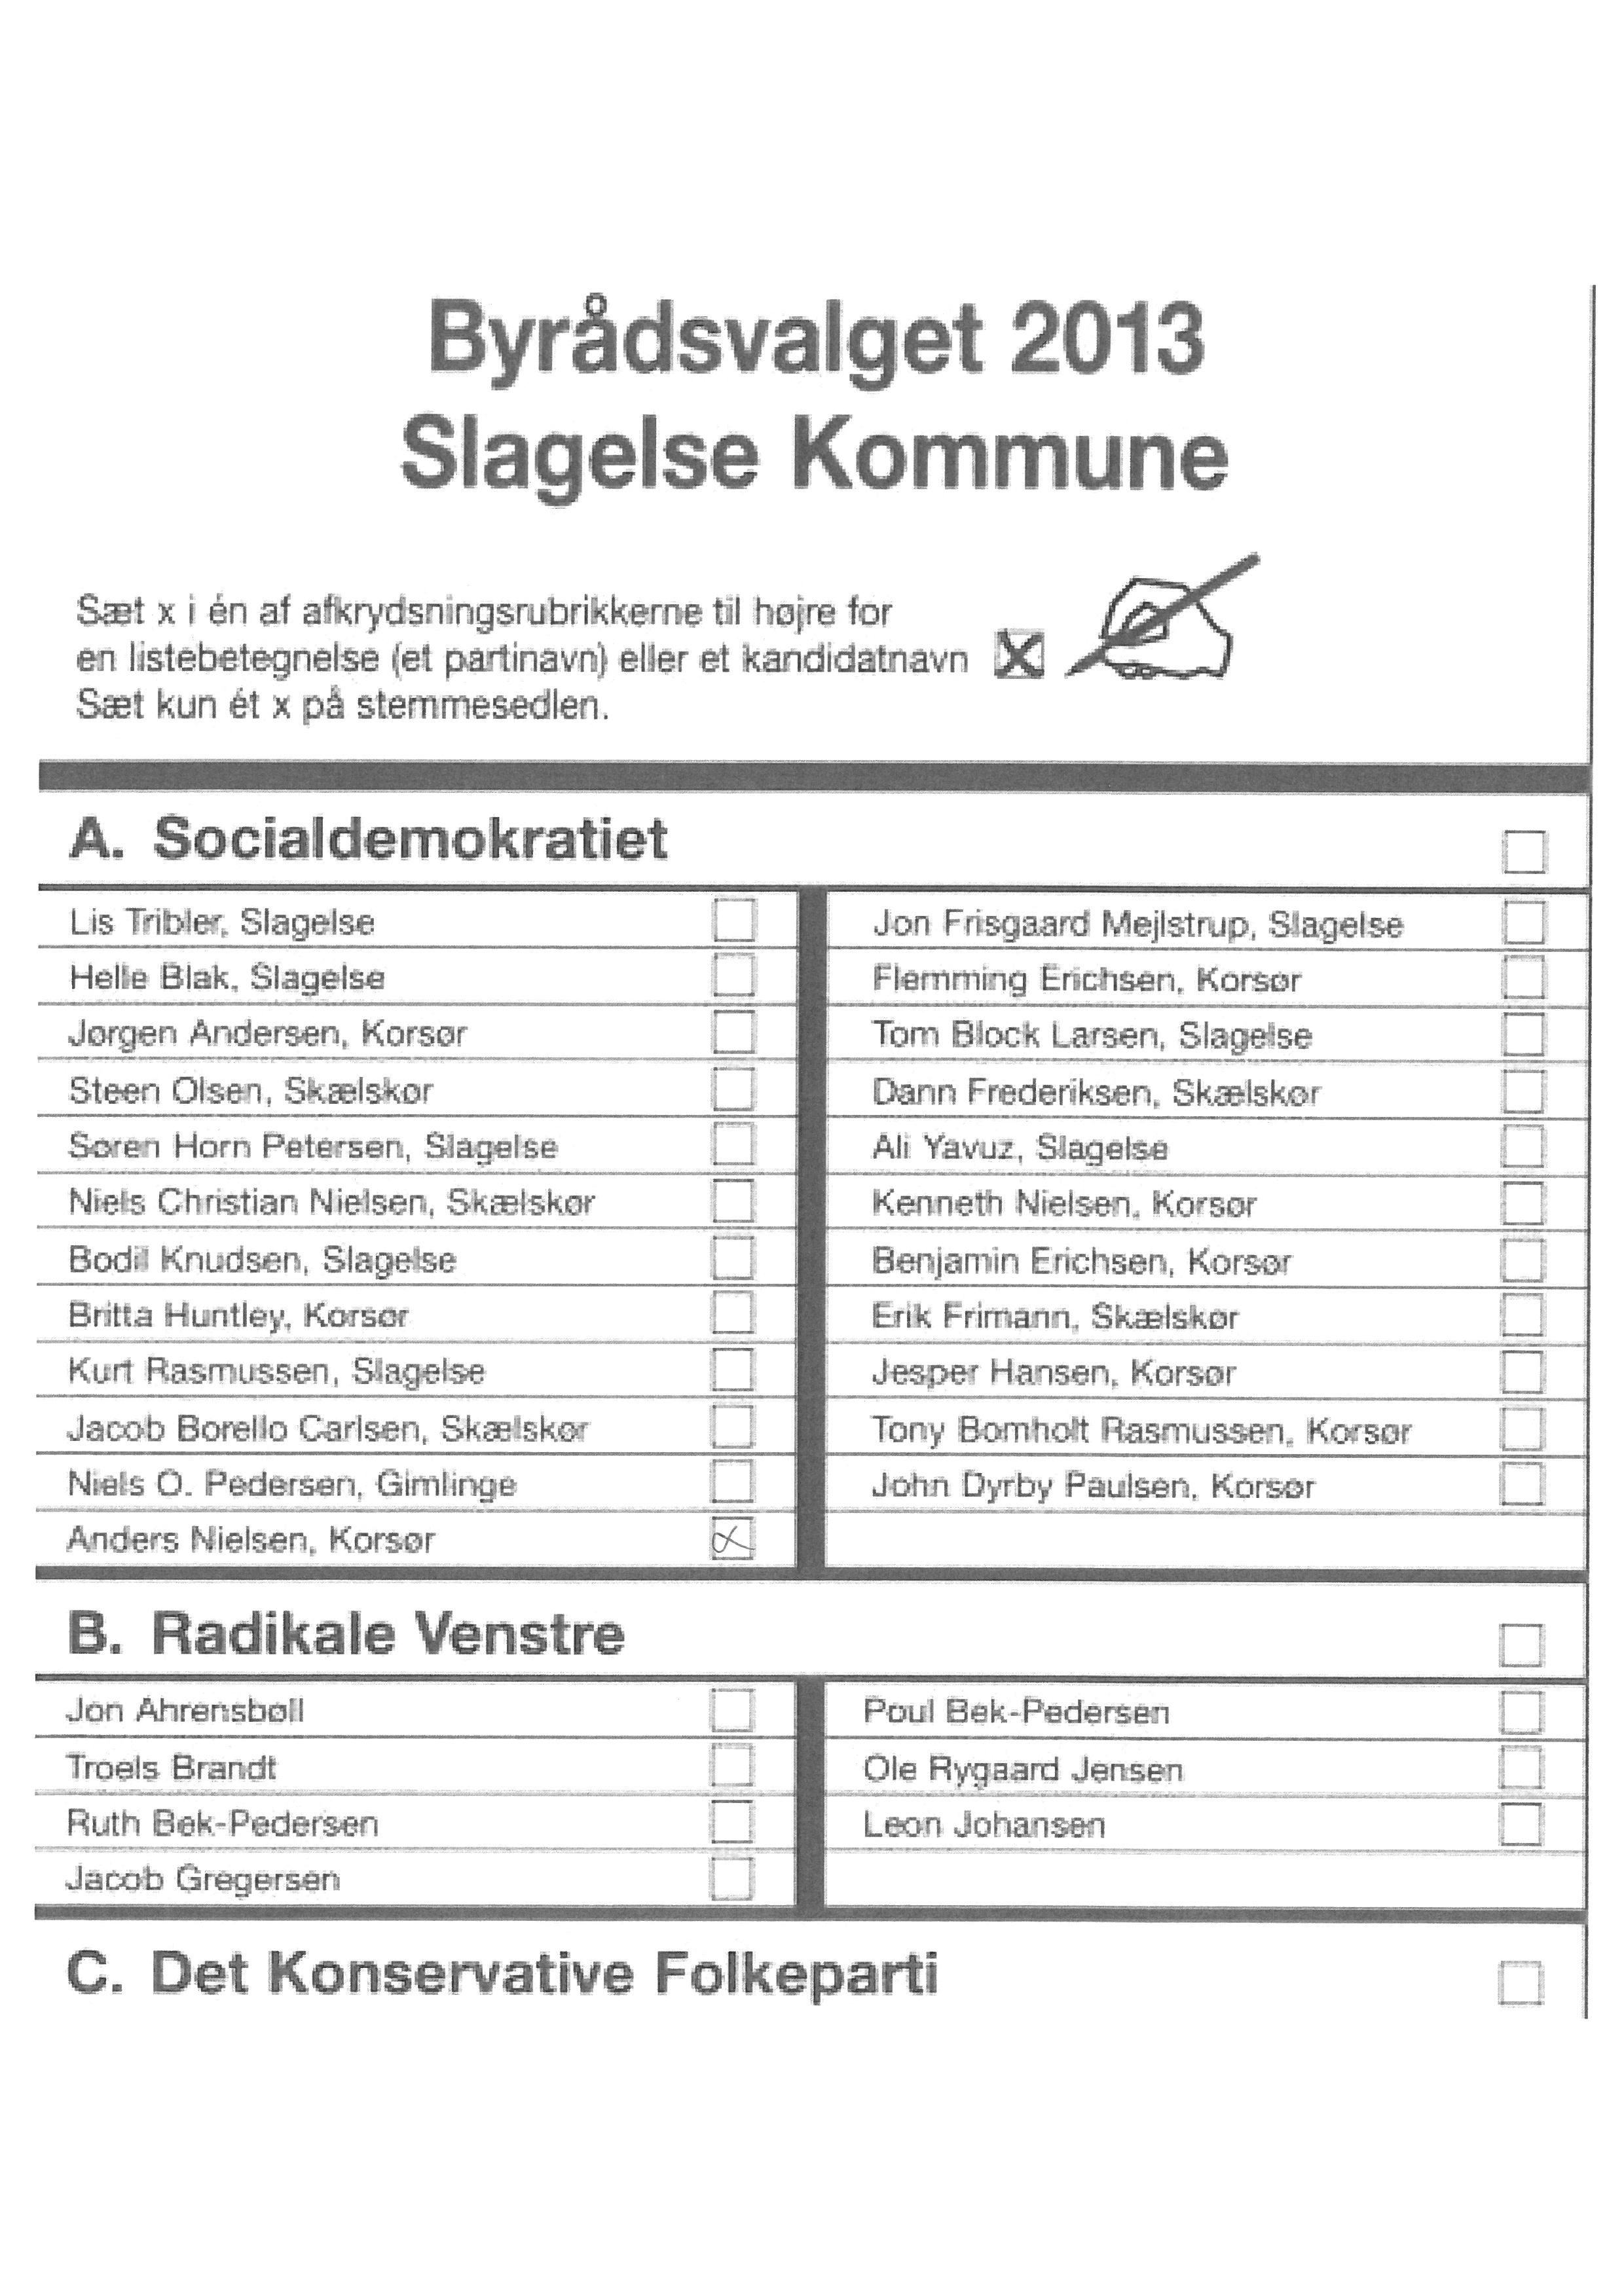 Byrådsvalget 2013
Slagelse Kommune
Sæt x i én af afkrydsningsrubrikkerne til højre for
en listebetegnelse (et partinavn) eller et kandidatnavn
Sæt kun ét x på stemmesedlen.
A. Socialdemokratiet
Lis Tribler, Slagelse
Helle Blak, Slagelse
Jørgen Andersen, Korsør
Steen Olsen, Skælskør
Søren Horn Petersen, Slagelse
Niels Christian Nielsen, Skælskør
Bodil Knudsen, Slagelse
Britta Huntley, Korsør
Kurt Rasmussen, Slagelse
Jacob Borello Carlsen, Skælskør
Niels O. Pedersen, Gimlinge
Anders Nielsen, Korsør
Jon Frisgaard Mejlstrup, Slagelse
Flemming Erichsen, Korsør
Tom Block Larsen, Slagelse
Dann Frederiksen, Skælskør
Ali Yavuz, Slagelse
Kenneth Nielsen, Korsør
Benjamin Erichsen, Korsør
Erik Frimann, Skælskør
Jesper Hansen, Korsør
Tony Bomholt Rasmussen, Korsør
John Dyrby Paulsen, Korsør
B. Radikale Venstre
Jon Ahrensbøll
Troels Brandt
Ruth Bek-Pedersen
Jacob Gregersen
Poul Bek-Pedersen
Ole Rygaard Jensen
Leon Johansen
C. Det Konservative Folkeparti